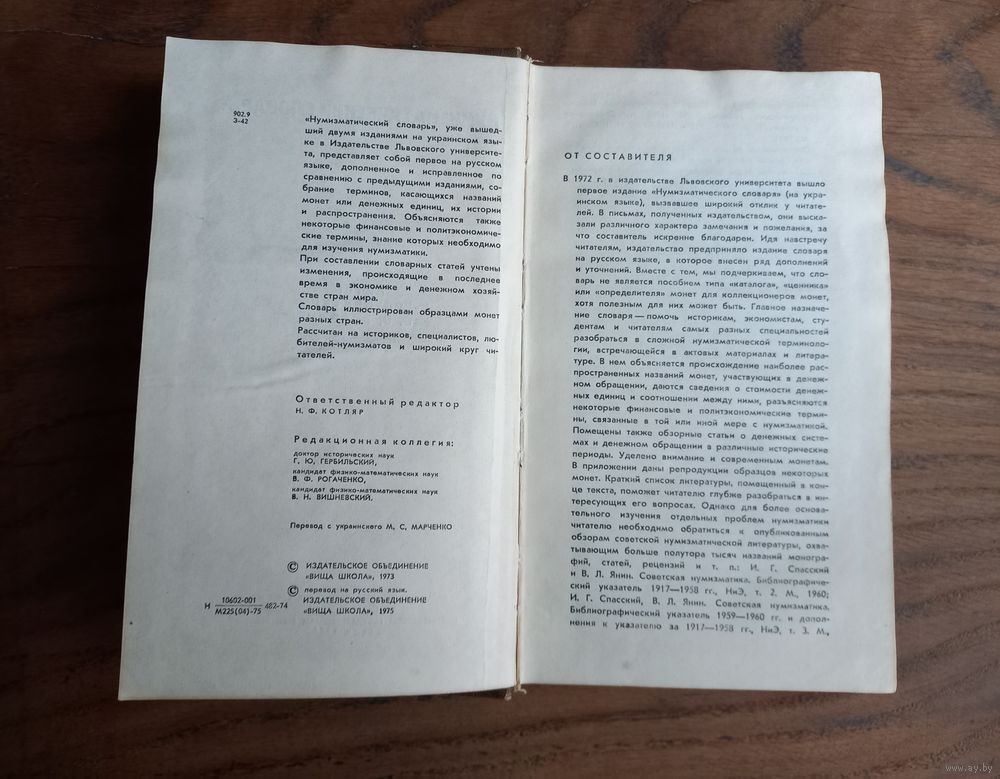 902.9
З-42
«Нумизматический словарь», уже вышед-
ший двумя изданиями на украинском язы-
ке в Издательстве Львовского университе-
та, представляет собой первое на русском
языке, дополненное и исправленное по
сравнению с предыдущими изданиями, со-
брание терминов, касающихся названий
монет или денежных единиц, их истории
и распространения. Объясняются также
некоторые финансовые и политэкономиче-
ские термины, знание которых необходимо
для изучения нумизматики.
При составлении словарных статей учтены
изменения, происходящие в последнее
время в экономике и денежном хозяй-
стве стран мира.
Словарь иллюстрирован образцами монет
разных стран.
Рассчитан на историков, специалистов, лю-
бителей-нумизматов и широкий круг чи-
тателей.
Ответственный редактор
Н. Ф. КОТЛЯР
Редакционная коллегия:
доктор исторических наук
Г. Ю. ГЕРБИЛЬСКИЙ,
кандидат физико-математических наук
В. Ф. РОГАЧЕНКО,
кандидат физико-математических наук
В. Н. ВИШНЕВСКИЙ.
Перевод с украинского М. С. МАРЧЕНКО
© ИЗДАТЕЛЬСКОЕ ОБЪЕДИНЕНИЕ
«ВИЩА ШКОЛА», 1973
© перевод на русский язык.
ИЗДАТЕЛЬСКОЕ ОБЪЕДИНЕНИЕ
«ВИЩА ШКОЛА», 1975
Н 10602-001
М225(04)-75 482-74
ОТ СОСТАВИТЕЛЯ
В 1972 г. в издательстве Львовского университета вышло
первое издание «Нумизматического словаря» (на укра-
инском языке), вызвавшее широкий отклик у читате-
лей. В письмах, полученных издательством, они выска-
зали различного характера замечания и пожелания, за
что составитель искренне благодарен. Идя навстречу
читателям, издательство предприняло издание словаря
на русском языке, в которое внесен ряд дополнений
и уточнений. Вместе с тем, мы подчеркиваем, что сло-
варь не является пособием типа «каталога», «ценника»
или «определителя» монет для коллекционеров монет,
хотя полезным для них может быть. Главное назначе-
ние словаря — помочь историкам, экономистам, сту-
дентам и читателям самых разных специальностей
разобраться в сложной нумизматической терминоло-
гии, встречающейся в актовых материалах и литера-
туре. В нем объясняется происхождение наиболее рас-
пространенных названий монет, участвующих в денеж-
ном обращении, даются сведения о стоимости денеж-
ных единиц и соотношении между ними, разъясняются
некоторые финансовые и политэкономические терми-
ны, связанные в той или иной мере с нумизматикой.
Помещены также обзорные статьи о денежных систе-
мах и денежном обращении в различные исторические
периоды. Уделено внимание и современным монетам.
В приложении даны репродукции образцов некоторых
монет. Краткий список литературы, помещенный в кон-
це текста, поможет читателю глубже разобраться в ин-
тересующих его вопросах. Однако для более основа-
тельного изучения отдельных проблем нумизматики
читателю необходимо обратиться к опубликованным
обзорам советской нумизматической литературы, охва-
тывающим больше полутора тысяч названий моногра-
фий, статей, рецензий и т. п.: И. Г. Спасский
и В. Л. Янин. Советская нумизматика. Библиографиче-
ский указатель 1917—1958 гг., НиЭ, т. 2. М., 1960;
И. Г. Спасский, В. Л. Янин. Советская нумизматика.
Библиографический указатель 1959—1960 гг. и допол-
нения к указателю за 1917—1958 гг., НиЭ, т. 3. М.,
www.ay.by